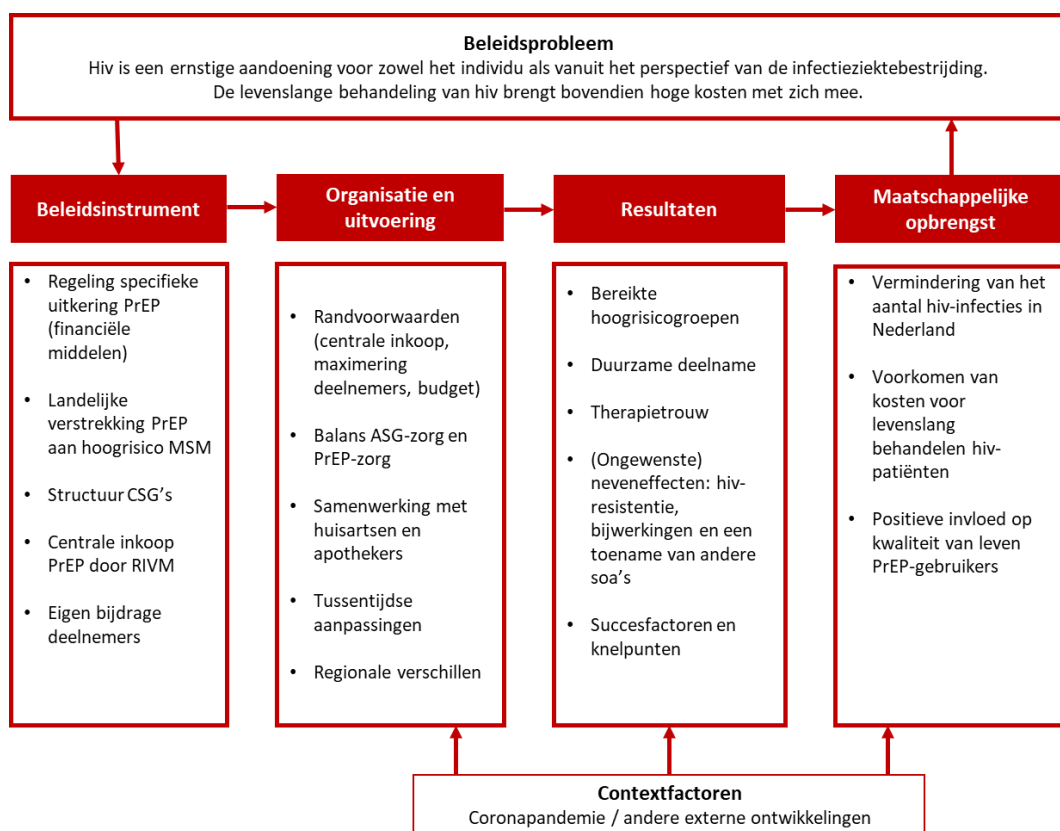 Beleidsprobleem
Hiv is een ernstige aandoening voor zowel het individu als vanuit het perspectief van de infectieziektebestrijding.
De levenslange behandeling van hiv brengt bovendien hoge kosten met zich mee.
Beleidsinstrument
Organisatie en
uitvoering
Resultaten
Maatschappelijke
opbrengst
• Regeling specifieke
uitkering PrEP
(financiële
middelen)
• Landelijke
verstrekking PrEP
aan hoogrisico MSM
• Structuur CSG's
• Centrale inkoop
PrEP door RIVM
• Eigen bijdrage
deelnemers
• Randvoorwaarden
(centrale inkoop,
maximering
deelnemers, budget)
• Balans ASG-zorg en
PrEP-zorg
• Samenwerking met
huisartsen en
apothekers
• Tussentijdse
aanpassingen
• Regionale verschillen
• Bereikte
hoogrisicogroepen
• Duurzame deelname
• Therapietrouw
• (Ongewenste)
neveneffecten: hiv-
resistentie,
bijwerkingen en een
toename van andere
soa's
• Succesfactoren en
knelpunten
• Vermindering van het
aantal hiv-infecties in
Nederland
• Voorkomen van
kosten voor
levenslang
behandelen hiv-
patiënten
• Positieve invloed op
kwaliteit van leven
PrEP-gebruikers
Contextfactoren
Coronapandemie / andere externe ontwikkelingen